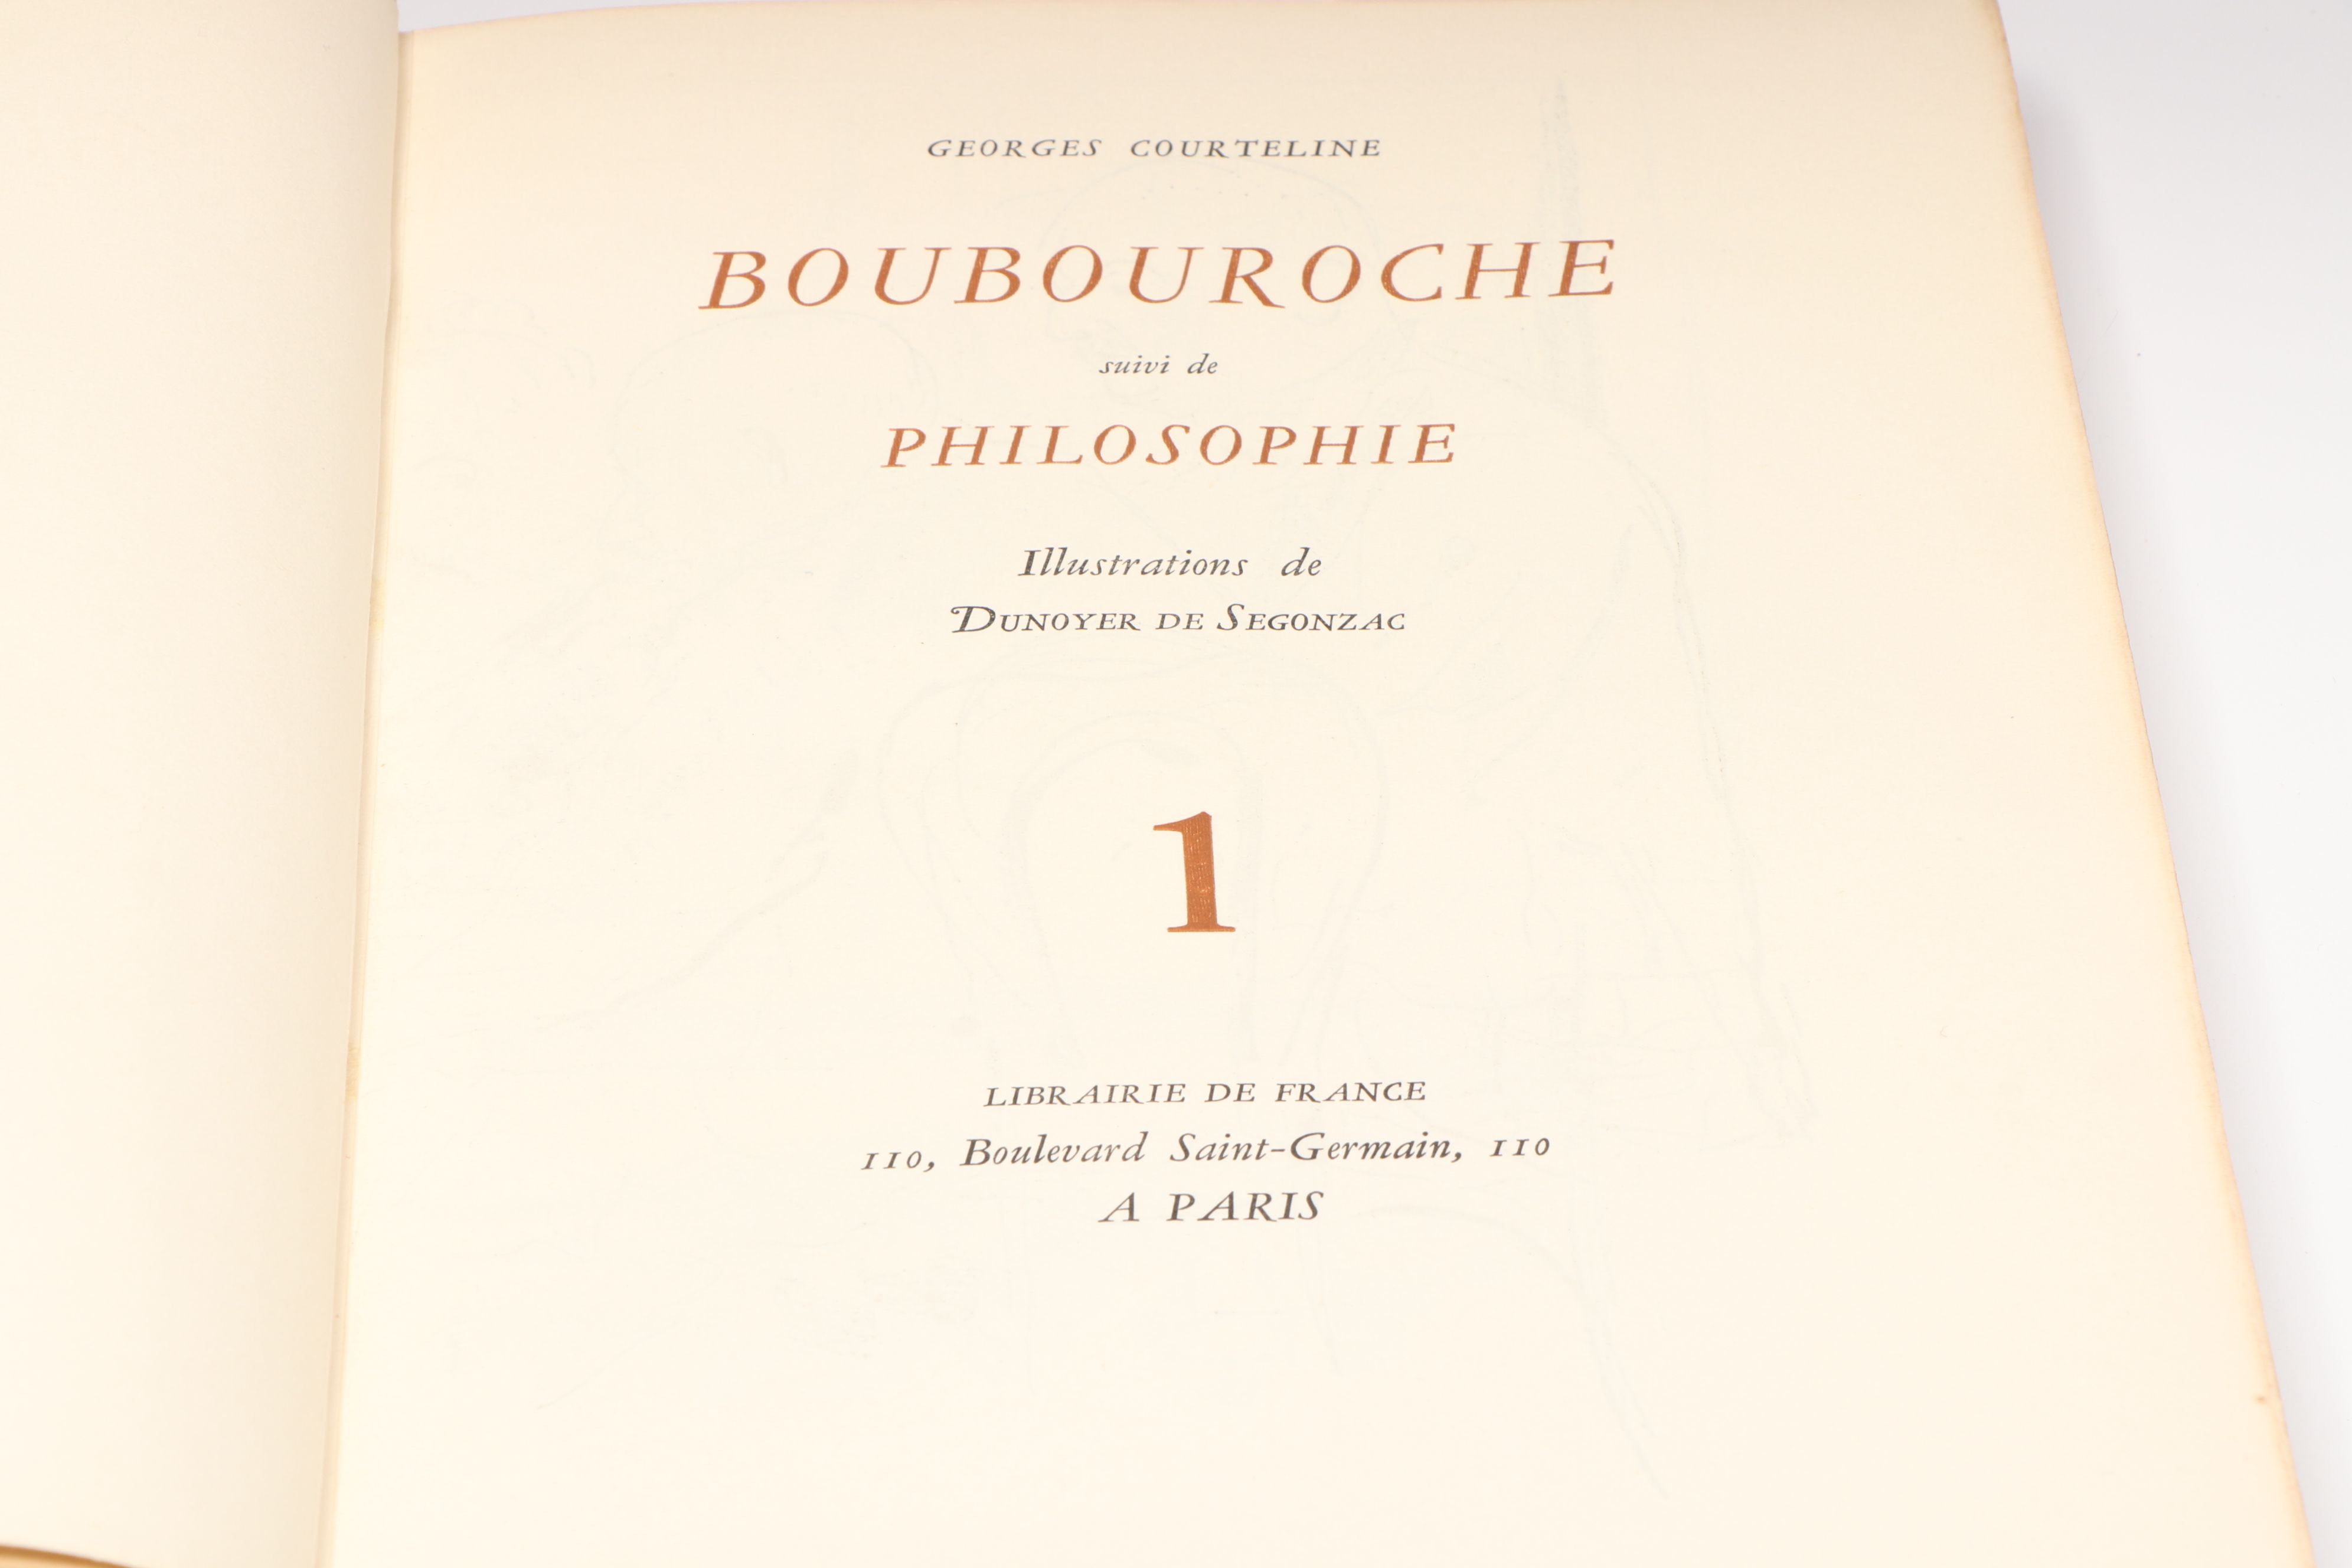 GEORGES COURTELINE
BOUBOUROCHE
suivi de
PHILOSOPHIE
Illustrations de
DUNOYER DE SEGONZAC
1
LIBRAIRIE DE FRANCE
110, Boulevard Saint-Germain, 110
A PARIS